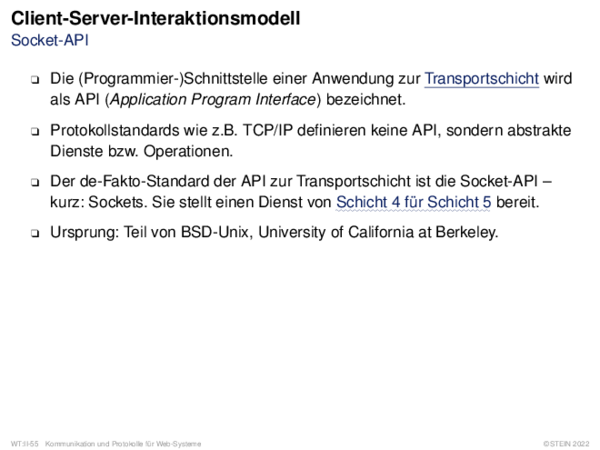 Client-Server-Interaktionsmodell
Socket-API
❑ Die (Programmier-)Schnittstelle einer Anwendung zur Transportschicht wird
als API (Application Program Interface) bezeichnet.
❑ Protokollstandards wie z.B. TCP/IP definieren keine API, sondern abstrakte
Dienste bzw. Operationen.
❑ Der de-Fakto-Standard der API zur Transportschicht ist die Socket-API –
kurz: Sockets. Sie stellt einen Dienst von Schicht 4 für Schicht 5 bereit.
❑ Ursprung: Teil von BSD-Unix, University of California at Berkeley.
WT:II-55 Kommunikation und Protokolle für Web-Systeme ©STEIN 2022